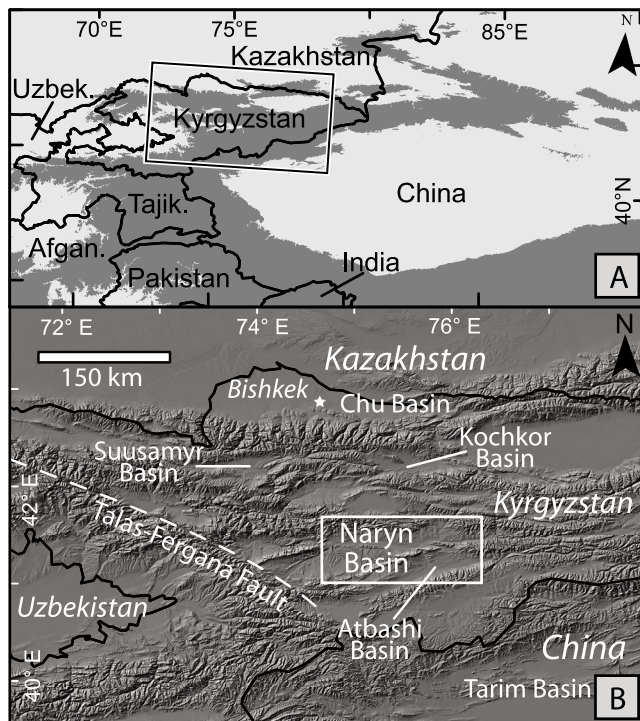 70°E
75°E
85°E
N
Kazakhstan
Uzbek.
Kyrgyzstan
China
40°N
Tajik.
Afgan.
Pakistan
India
A
72° E
74° E
76° E
N
150 km
Kazakhstan
Bishkek
Chu Basin
Suusamyr
Basin
Kochkor
Basin
42° E
Kyrgyzstan
Talas-Fergana Fault
Naryn
Basin
Uzbekistan
Atbashi
Basin
China
40° E
Tarim Basin
B